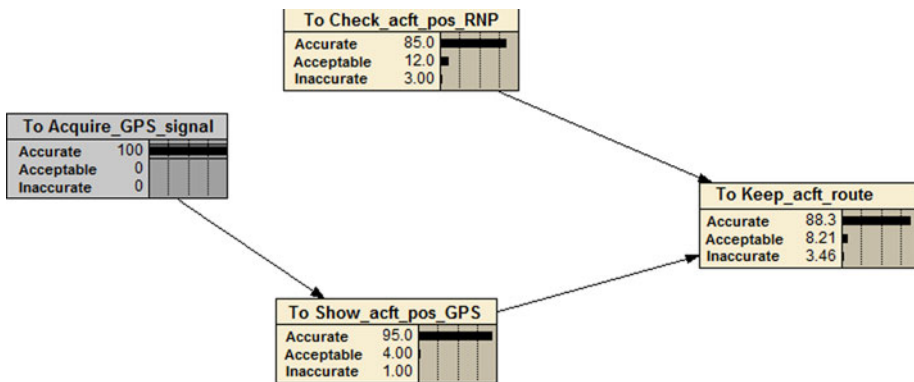 To Check_acft_pos_RNP
Accurate 85.0
Acceptable 12.0
Inaccurate 3.00
To Acquire_GPS_signal
Accurate 100
Acceptable 0
Inaccurate 0
To Keep_acft_route
Accurate 88.3
Acceptable 8.21
Inaccurate 3.46
To Show_acft_pos_GPS
Accurate 95.0
Acceptable 4.00
Inaccurate 1.00